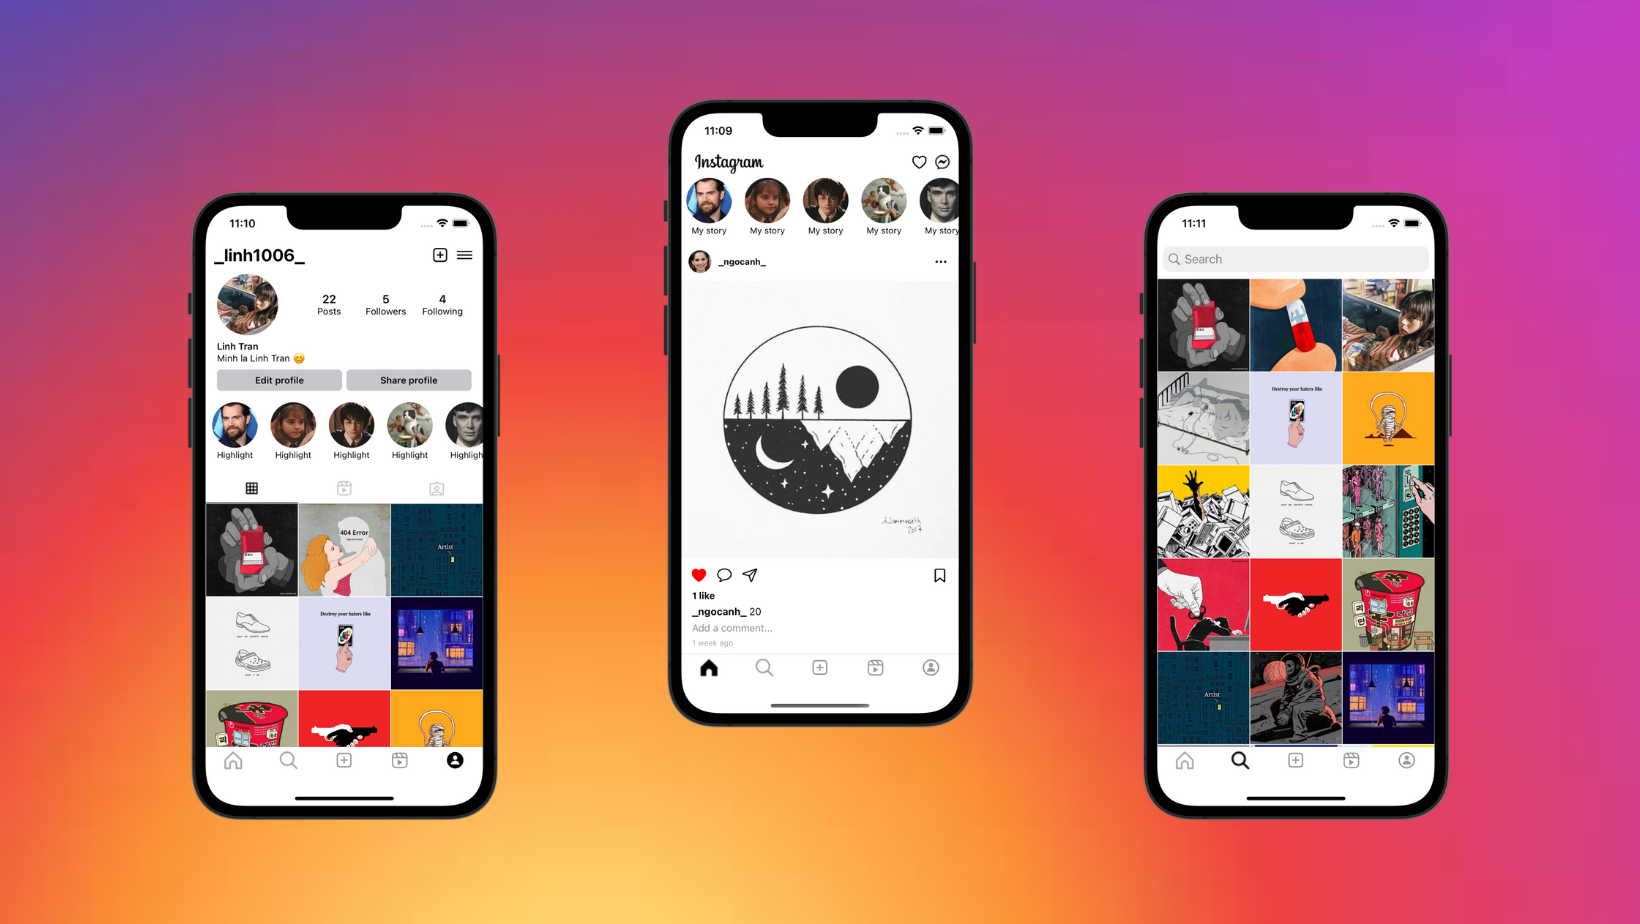 11:10
_linh1006_
22 5 4
Posts Followers Following
Linh Tran
Minh la Linh Tran 😊
Edit profile Share profile
Highlight Highlight Highlight Highlight Highligh
404 Error
Artist
Destroy your haters like
11:09
Instagram
My story My story My story My story My story
_ngocanh_
2017
1 like
_ngocanh_ 20
Add a comment...
1 week ago
11:11
Search
Destroy your haters like
Artist